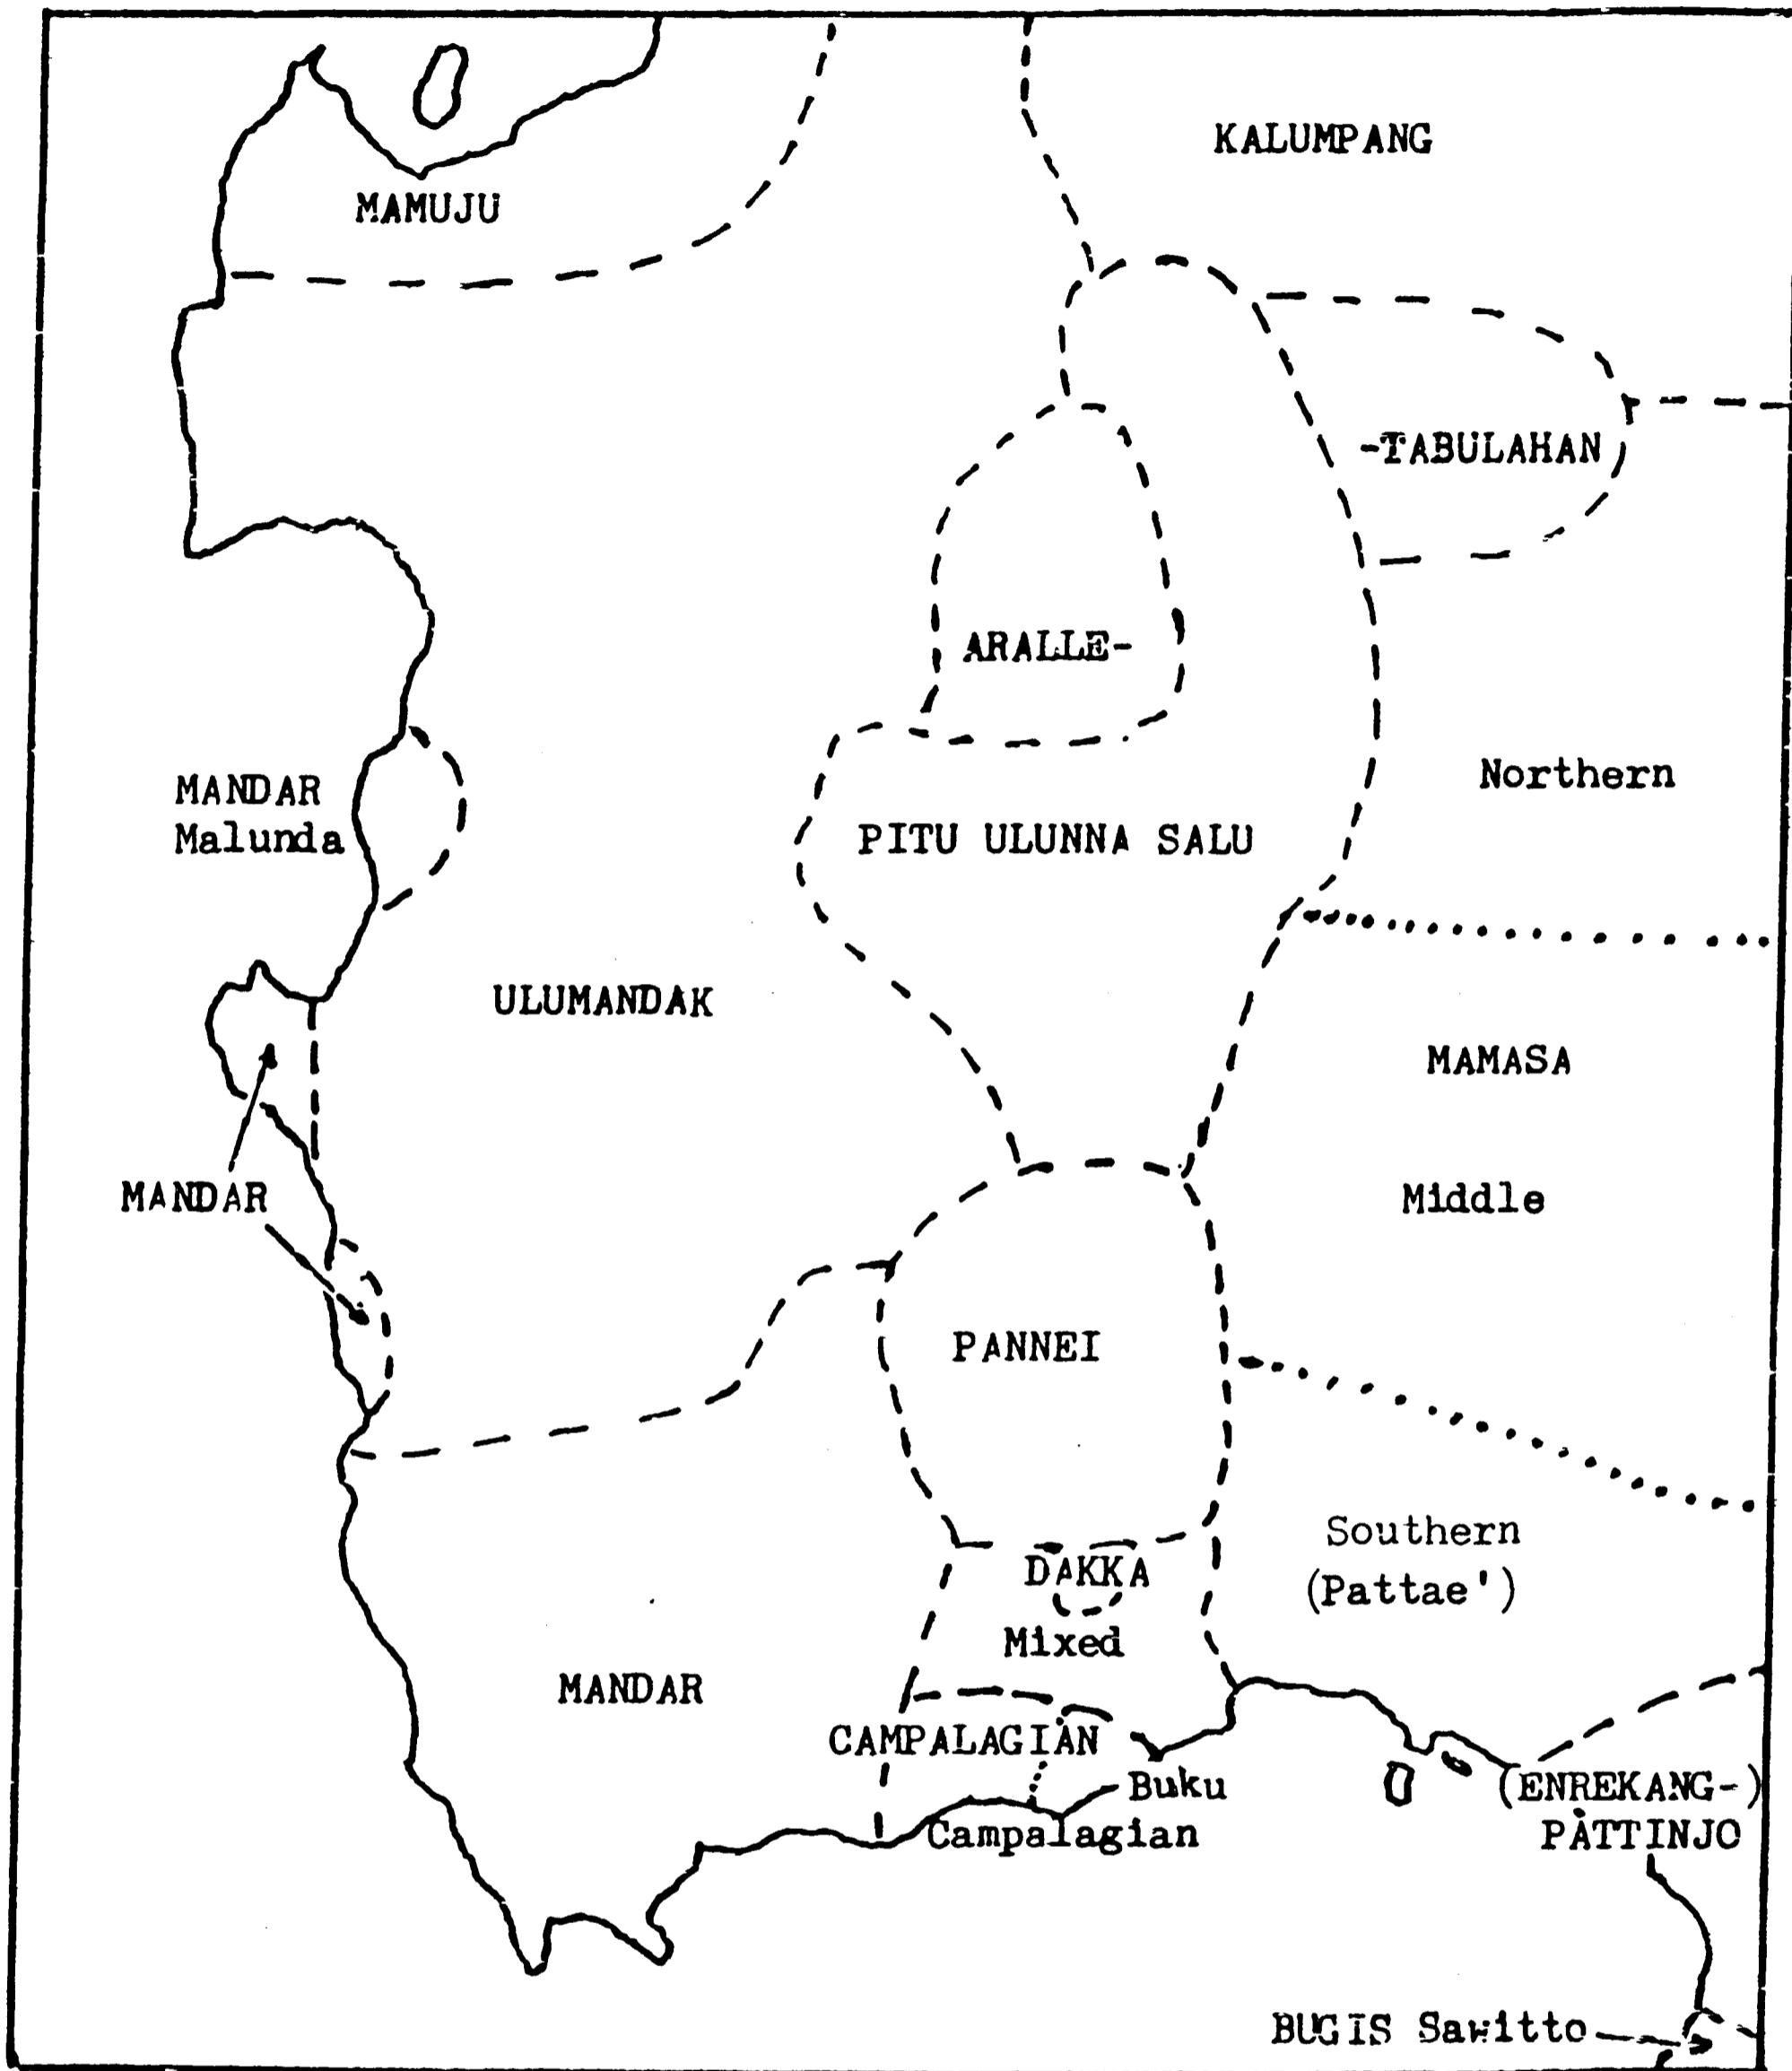 KALUMPANG
MAMUJU
-TABULAHAN
ARALLE-
Northern
MANDAR
Malunda
PITU ULUNNA SALU
ULUMANDAK
MAMASA
MANDAR
Middle
PANNEI
Southern
(Pattae')
DAKKA
Mixed
MANDAR
CAMPALAGIAN
Buku
(ENREKANG-)
PATTINJO
Campalagian
BUGIS Sawitto